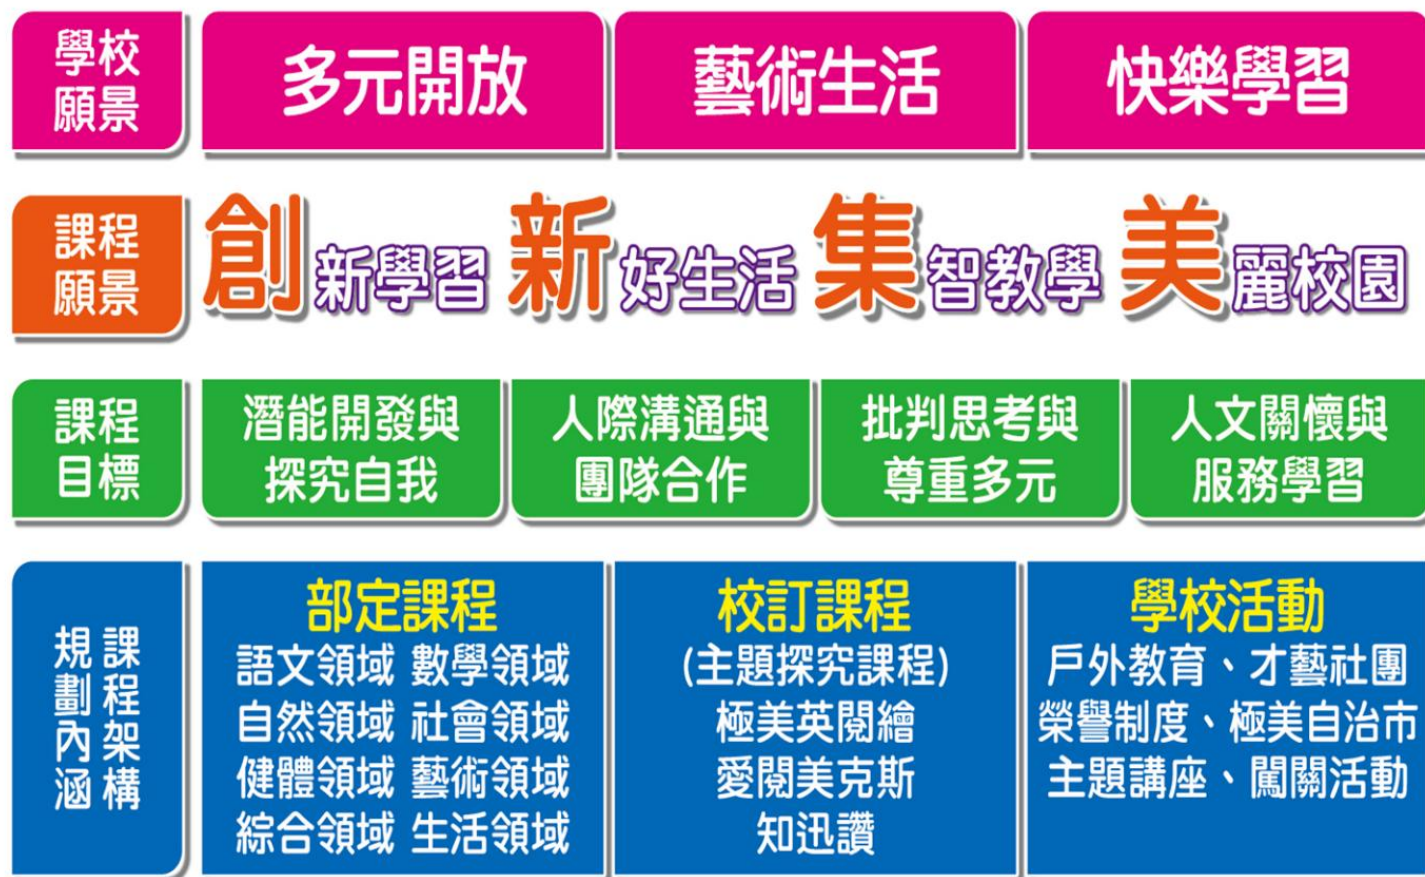 學校
願景
多元開放
藝術生活
快樂學習
課程
願景
創新學習
新好生活
集智教學
美麗校園
課程
目標
潛能開發與
探究自我
人際溝通與
團隊合作
批判思考與
尊重多元
人文關懷與
服務學習
課程架構
規劃內涵
部定課程
語文領域 數學領域
自然領域 社會領域
健體領域 藝術領域
綜合領域 生活領域
校訂課程
(主題探究課程)
極美英閱繪
愛閱美克斯
知迅讚
學校活動
戶外教育、才藝社團
榮譽制度、極美自治市
主題講座、闖關活動